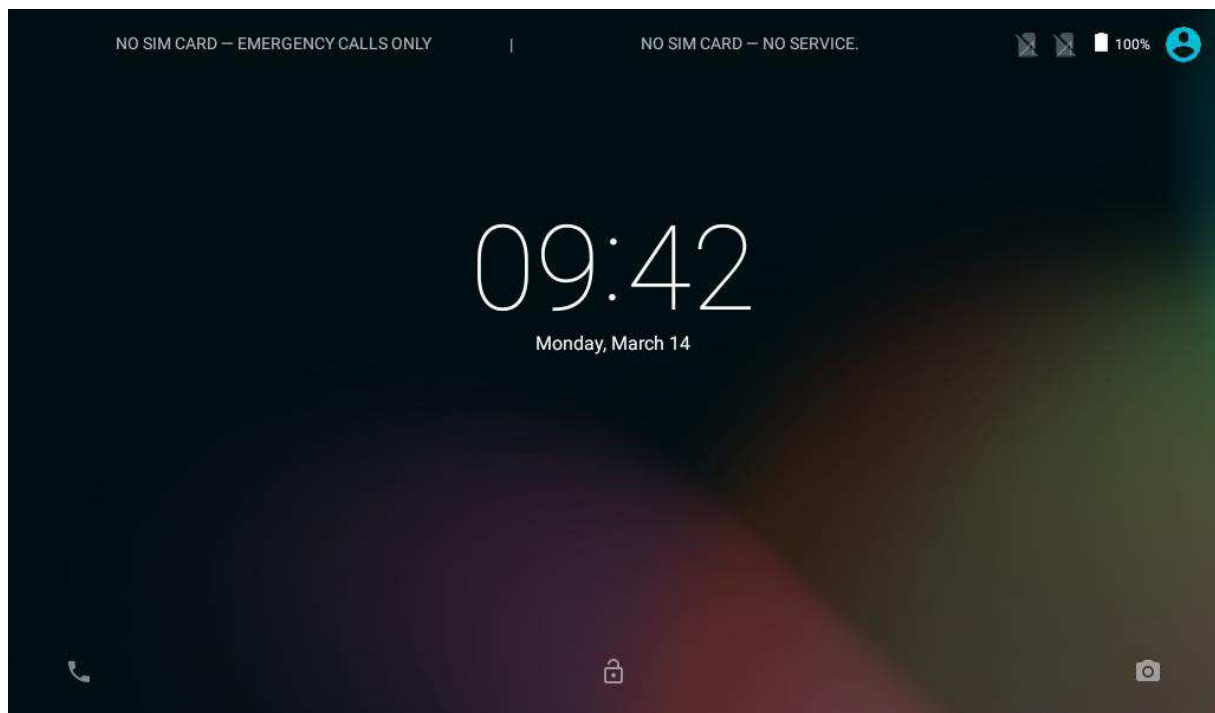 NO SIM CARD — EMERGENCY CALLS ONLY | NO SIM CARD — NO SERVICE. 100%
09:42
Monday, March 14